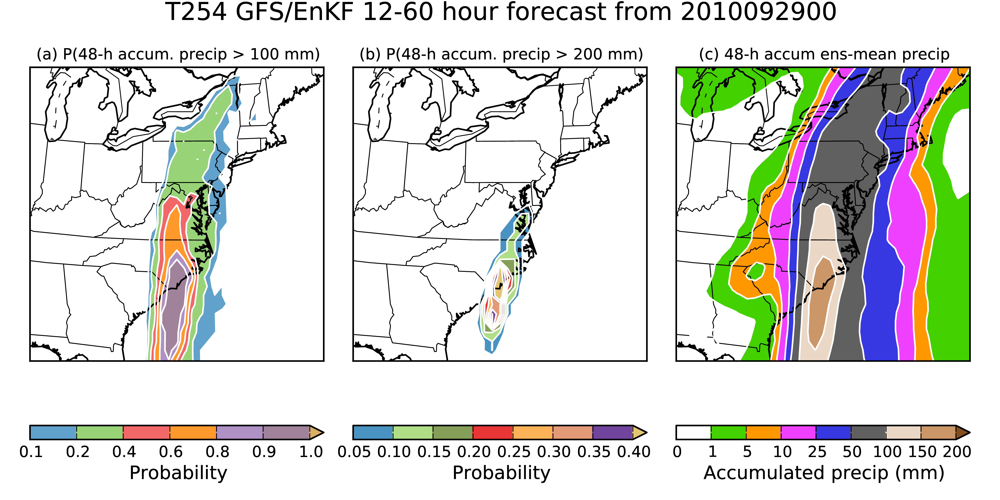 T254 GFS/EnKF 12-60 hour forecast from 2010092900
(a) P(48-h accum. precip > 100 mm)
(b) P(48-h accum. precip > 200 mm)
(c) 48-h accum ens-mean precip
0.1 0.2 0.4 0.6 0.8 0.9 1.0
Probability
0.05 0.10 0.15 0.20 0.25 0.30 0.35 0.40
Probability
0 1 5 10 25 50 100 150 200
Accumulated precip (mm)